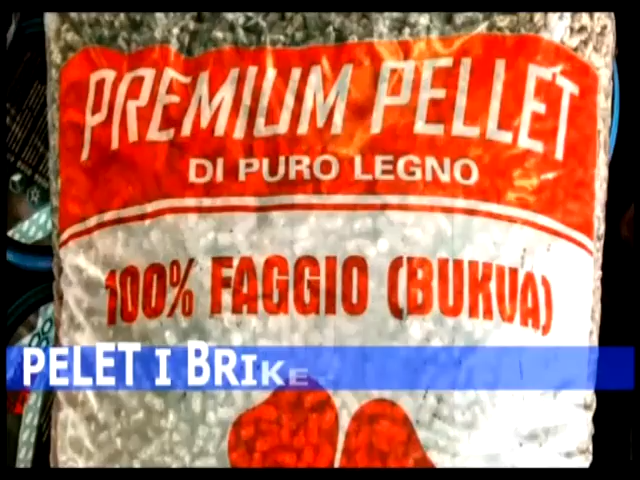 PREMIUM PELLET
DI PURO LEGNO
100% FAGGIO (BUKVA)
PELET I BRIKE